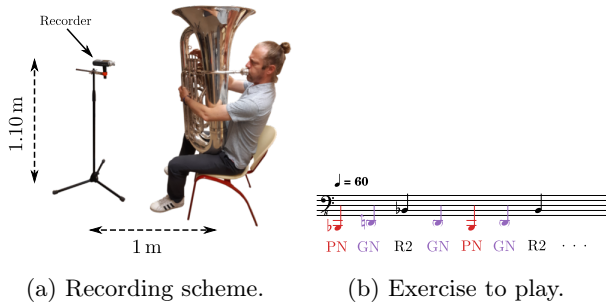 Recorder
1.10 m
1 m
♩ = 60
PN GN R2 GN PN GN R2 · · ·
(a) Recording scheme.
(b) Exercise to play.